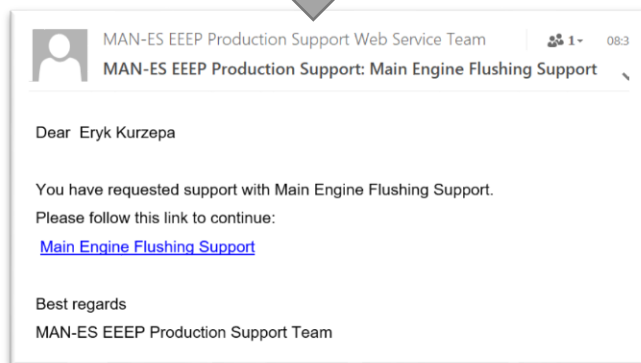 MAN-ES EEEP Production Support Web Service Team 1 08:3
MAN-ES EEEP Production Support: Main Engine Flushing Support
Dear Eryk Kurzepa
You have requested support with Main Engine Flushing Support.
Please follow this link to continue:
Main Engine Flushing Support
Best regards
MAN-ES EEEP Production Support Team